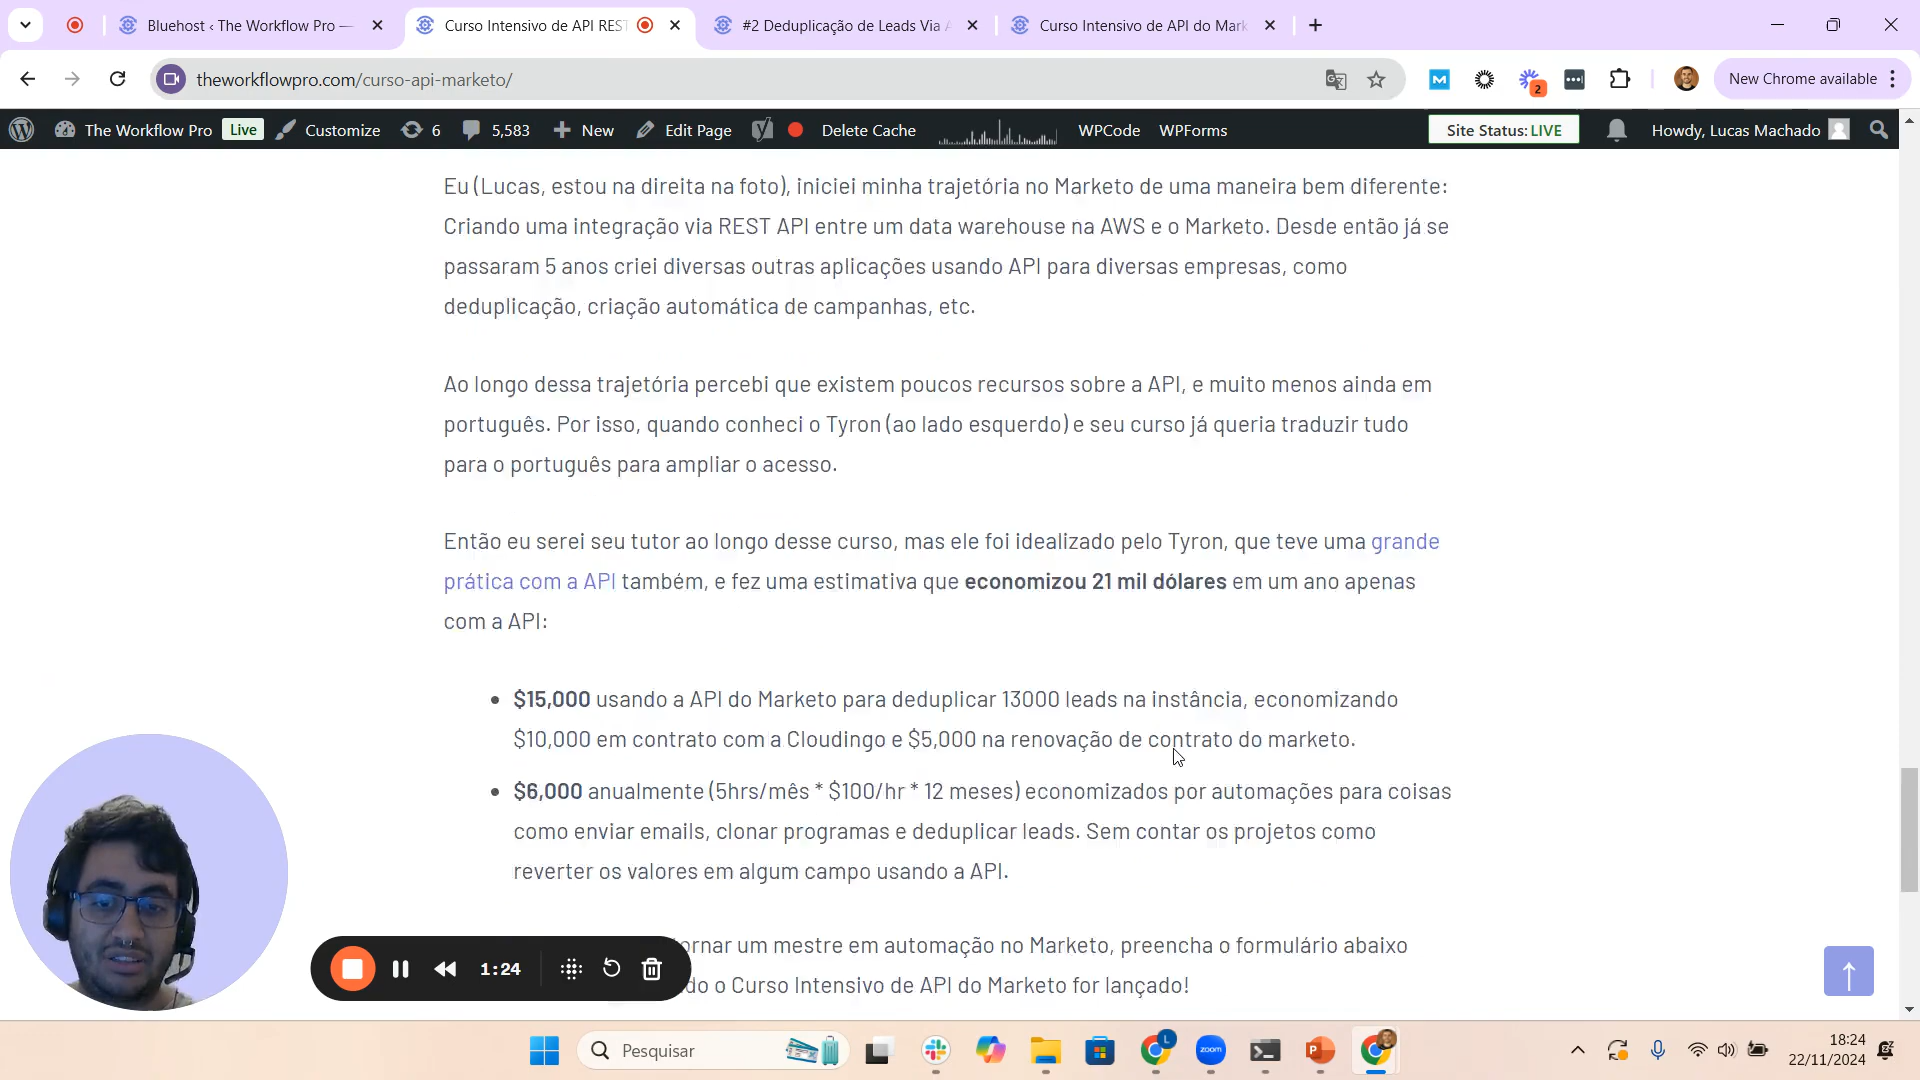 Bluehost ‹ The Workflow Pro —
Curso Intensivo de API REST
#2 Deduplicação de Leads Via A
Curso Intensivo de API do Mark
theworkflowpro.com/curso-api-marketo/
2
New Chrome available
The Workflow Pro
Live
Customize
6
5,583
New
Edit Page
Delete Cache
WPCode
WPForms
Site Status: LIVE
Howdy, Lucas Machado
Eu (Lucas, estou na direita na foto), iniciei minha trajetória no Marketo de uma maneira bem diferente:
Criando uma integração via REST API entre um data warehouse na AWS e o Marketo. Desde então já se
passaram 5 anos criei diversas outras aplicações usando API para diversas empresas, como
deduplicação, criação automática de campanhas, etc.
Ao longo dessa trajetória percebi que existem poucos recursos sobre a API, e muito menos ainda em
português. Por isso, quando conheci o Tyron (ao lado esquerdo) e seu curso já queria traduzir tudo
para o português para ampliar o acesso.
Então eu serei seu tutor ao longo desse curso, mas ele foi idealizado pelo Tyron, que teve uma grande
prática com a API também, e fez uma estimativa que economizou 21 mil dólares em um ano apenas
com a API:
$15,000 usando a API do Marketo para deduplicar 13000 leads na instância, economizando
$10,000 em contrato com a Cloudingo e $5,000 na renovação de contrato do marketo.
$6,000 anualmente (5hrs/mês * $100/hr * 12 meses) economizados por automações para coisas
como enviar emails, clonar programas e deduplicar leads. Sem contar os projetos como
reverter os valores em algum campo usando a API.
ornar um mestre em automação no Marketo, preencha o formulário abaixo
do o Curso Intensivo de API do Marketo for lançado!
1:24
Pesquisar
L
zoom
18:24
22/11/2024